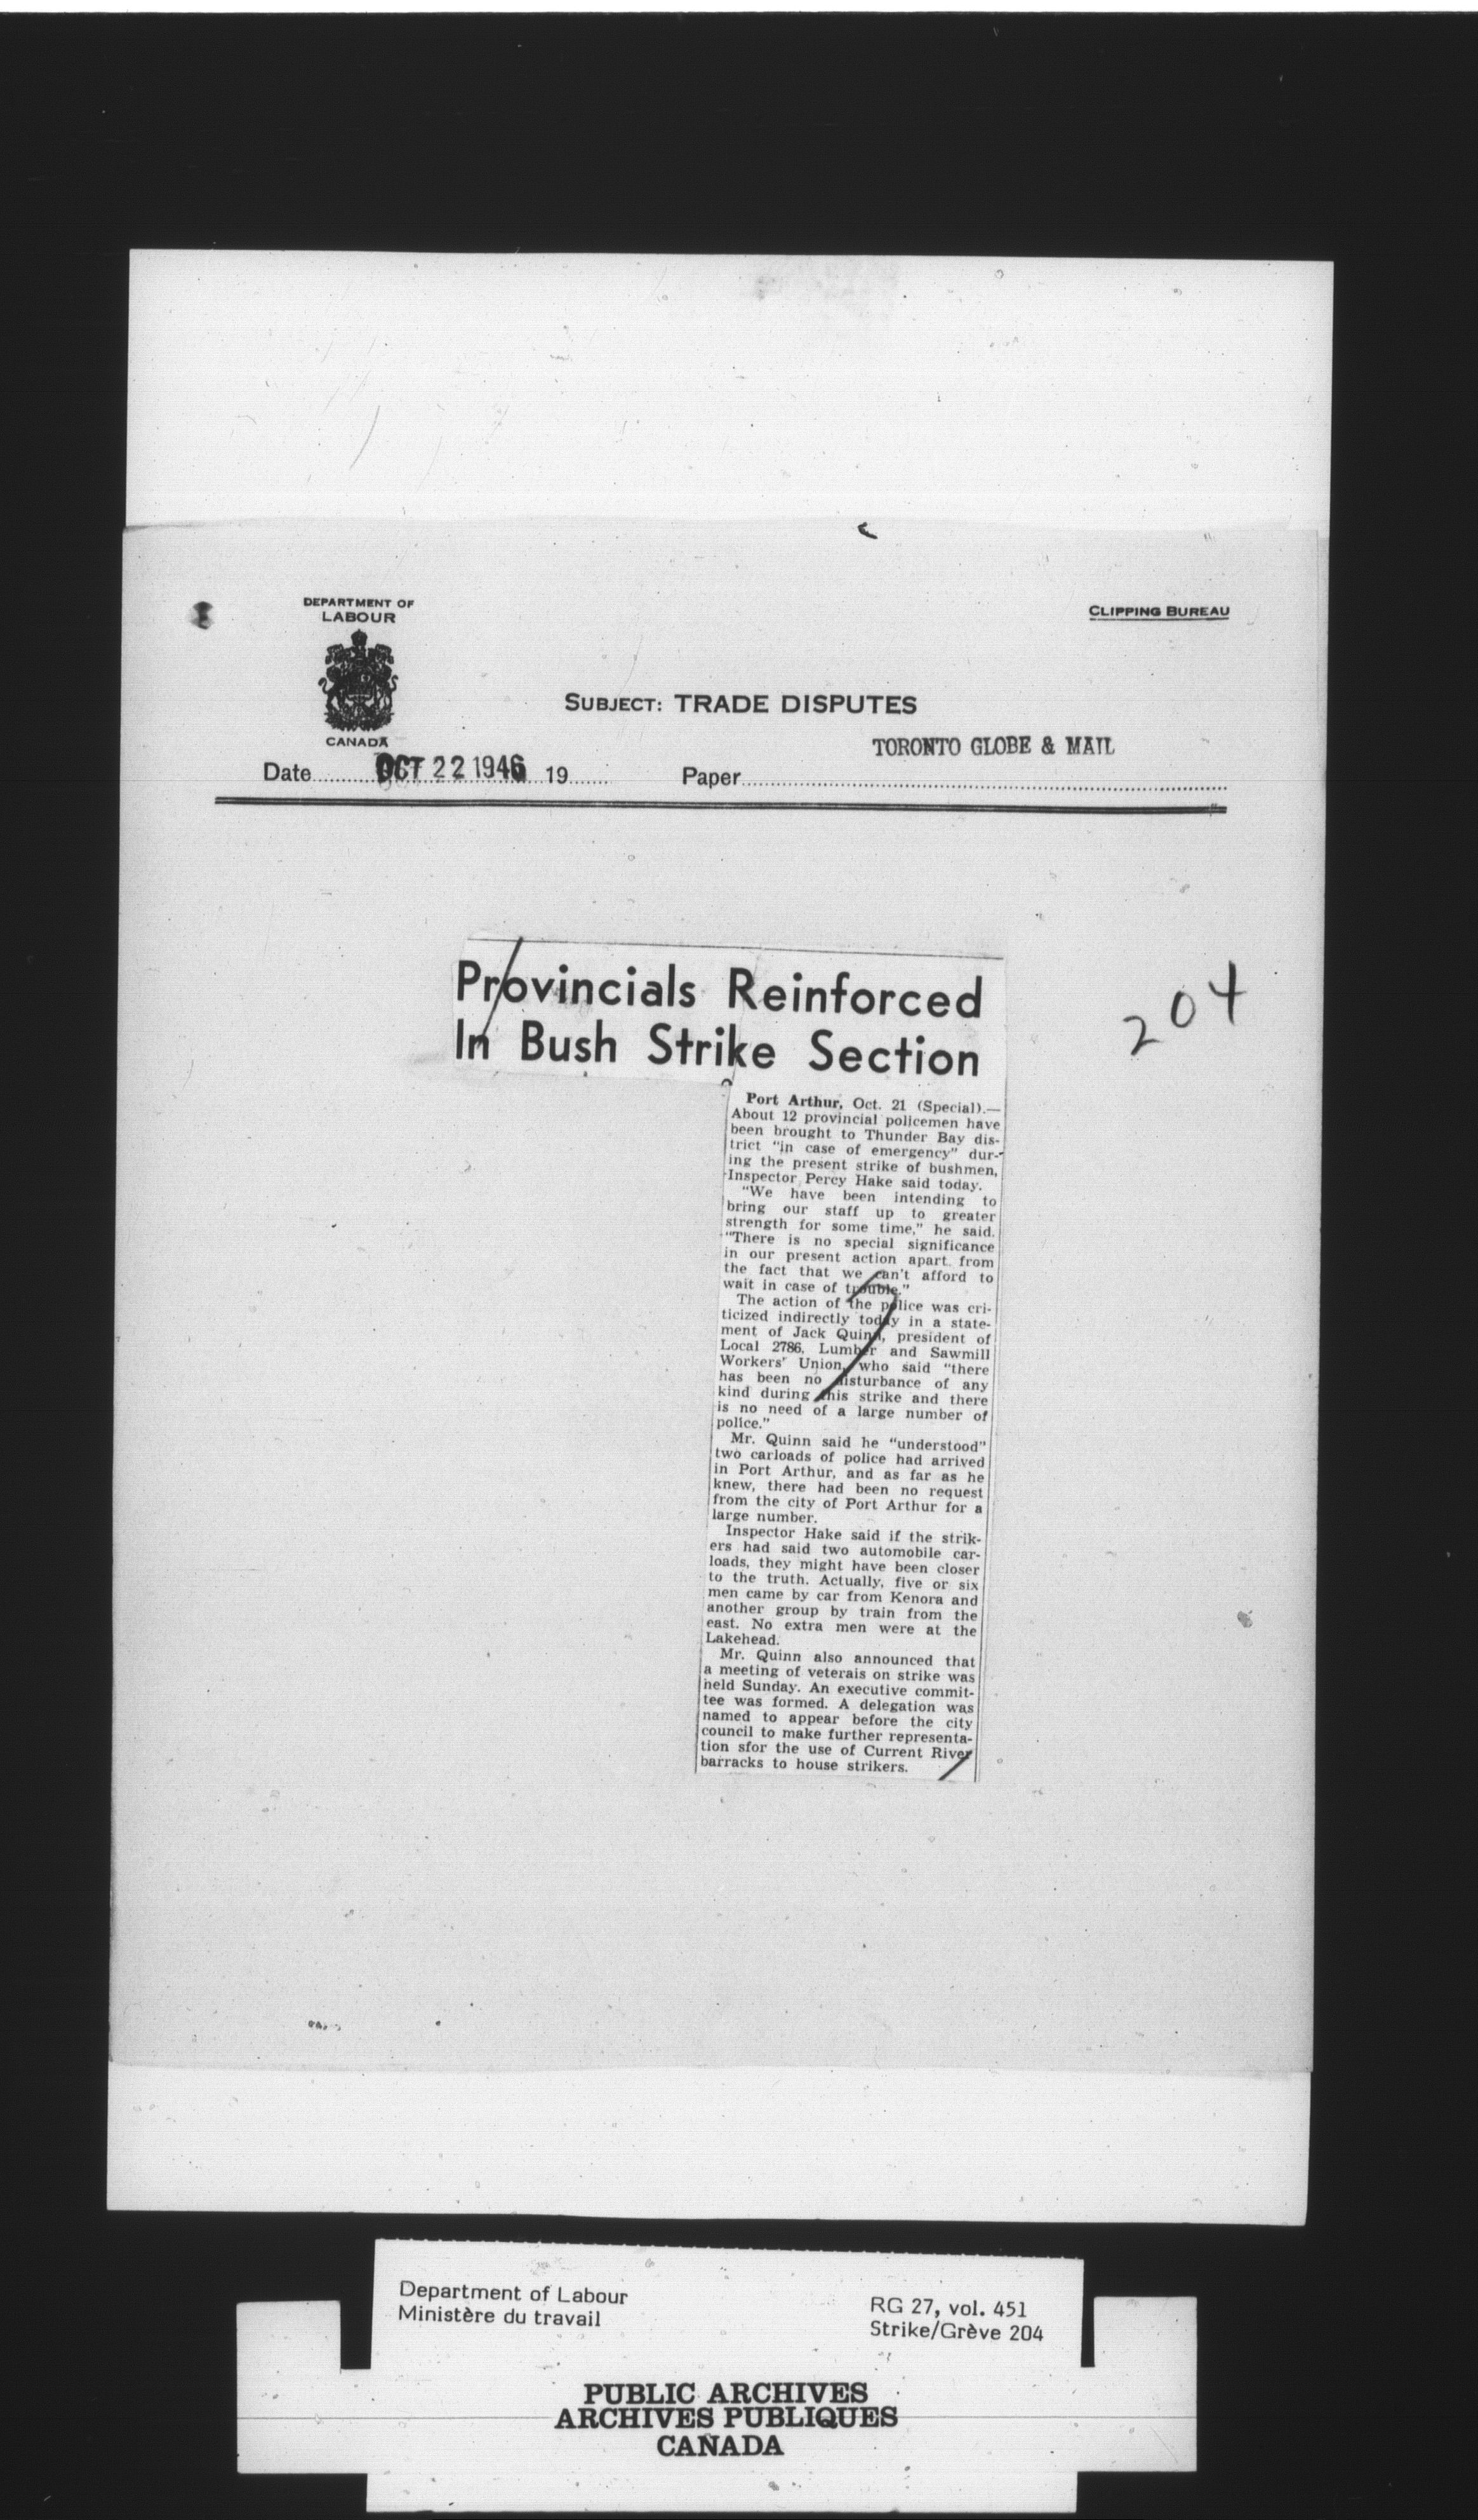 DEPARTMENT OF
LABOUR
CANADA
CLIPPING BUREAU
SUBJECT: TRADE DISPUTES
TORONTO GLOBE & MAIL
Date OCT 22 1946 19 Paper
204
Provincials Reinforced
In Bush Strike Section
Port Arthur, Oct. 21 (Special).—
About 12 provincial policemen have
been brought to Thunder Bay dis-
trict "in case of emergency" dur-
ing the present strike of bushmen,
Inspector Percy Hake said today.
"We have been intending to
bring our staff up to greater
strength for some time," he said.
"There is no special significance
in our present action apart from
the fact that we can't afford to
wait in case of trouble."
The action of the police was cri-
ticized indirectly today in a state-
ment of Jack Quinn, president of
Local 2786, Lumber and Sawmill
Workers' Union, who said "there
has been no disturbance of any
kind during this strike and there
is no need of a large number of
police."
Mr. Quinn said he "understood"
two carloads of police had arrived
in Port Arthur, and as far as he
knew, there had been no request
from the city of Port Arthur for a
large number.
Inspector Hake said if the strik-
ers had said two automobile car-
loads, they might have been closer
to the truth. Actually, five or six
men came by car from Kenora and
another group by train from the
east. No extra men were at the
Lakehead.
Mr. Quinn also announced that
a meeting of veterais on strike was
held Sunday. An executive commit-
tee was formed. A delegation was
named to appear before the city
council to make further representa-
tion sfor the use of Current River
barracks to house strikers.
Department of Labour
Ministère du travail
RG 27, vol. 451
Strike/Grève 204
PUBLIC ARCHIVES
ARCHIVES PUBLIQUES
CANADA